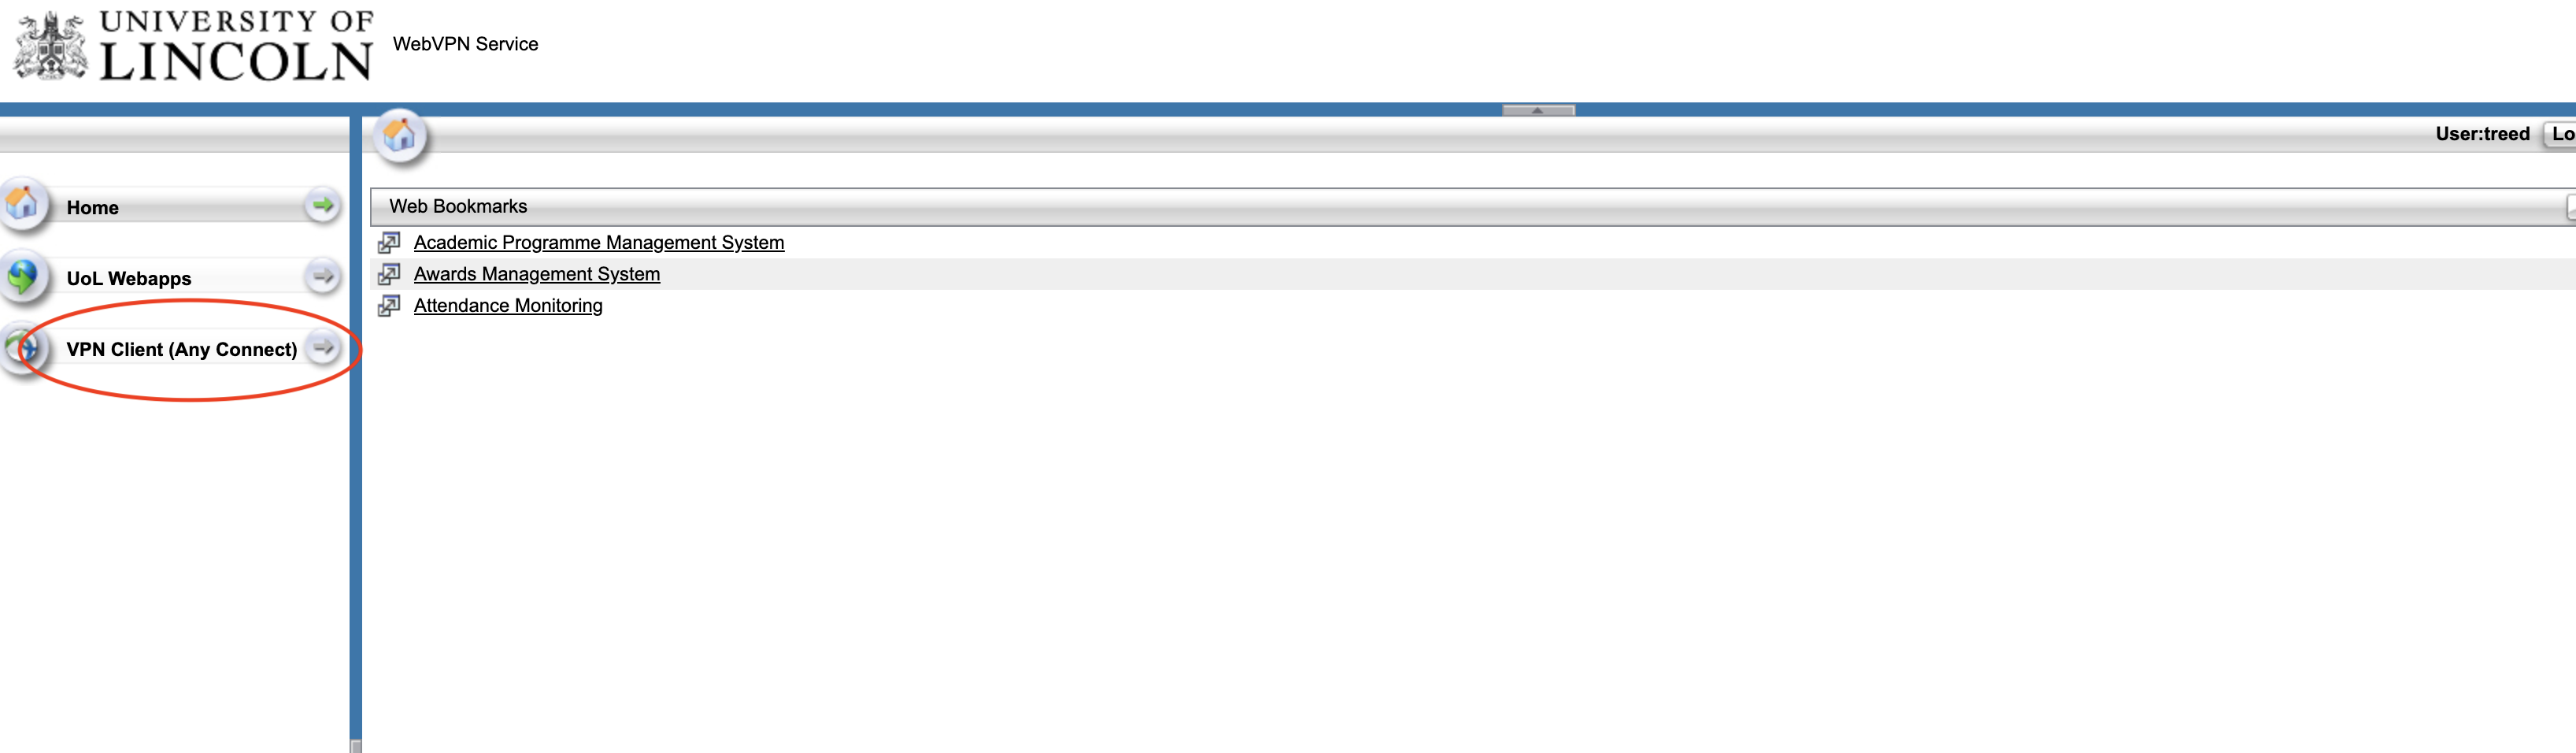 UNIVERSITY OF
LINCOLN
WebVPN Service
User:treed
Home
UoL Webapps
VPN Client (Any Connect)
Web Bookmarks
Academic Programme Management System
Awards Management System
Attendance Monitoring